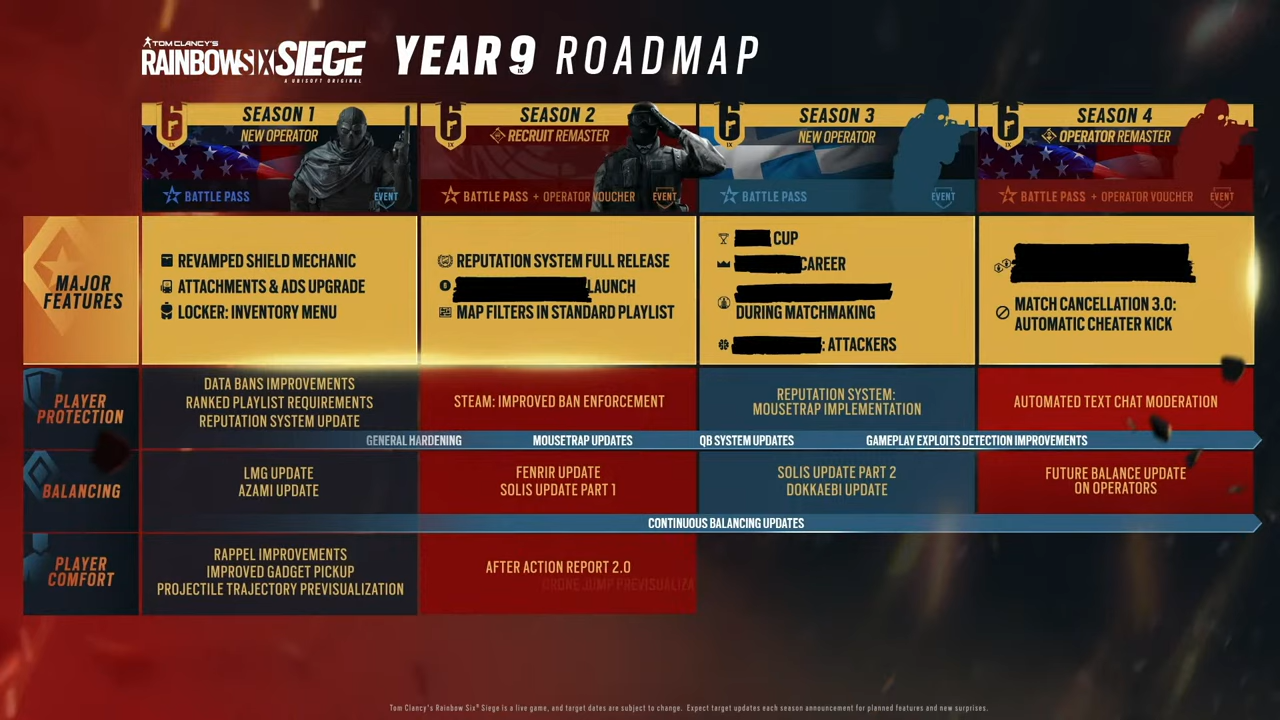 TOM CLANCY'S
RAINBOWSIX SIEGE
A UBISOFT ORIGINAL
YEAR 9 ROADMAP
IX
SEASON 1
NEW OPERATOR
IX
BATTLE PASS
EVENT
SEASON 2
RECRUIT REMASTER
IX
BATTLE PASS + OPERATOR VOUCHER
EVENT
SEASON 3
NEW OPERATOR
IX
BATTLE PASS
EVENT
SEASON 4
OPERATOR REMASTER
IX
BATTLE PASS + OPERATOR VOUCHER
EVENT
MAJOR
FEATURES
REVAMPED SHIELD MECHANIC
ATTACHMENTS & ADS UPGRADE
LOCKER: INVENTORY MENU
REPUTATION SYSTEM FULL RELEASE
LAUNCH
MAP FILTERS IN STANDARD PLAYLIST
CUP
CAREER
DURING MATCHMAKING
: ATTACKERS
MATCH CANCELLATION 3.0:
AUTOMATIC CHEATER KICK
PLAYER
PROTECTION
DATA BANS IMPROVEMENTS
RANKED PLAYLIST REQUIREMENTS
REPUTATION SYSTEM UPDATE
STEAM: IMPROVED BAN ENFORCEMENT
REPUTATION SYSTEM:
MOUSETRAP IMPLEMENTATION
AUTOMATED TEXT CHAT MODERATION
GENERAL HARDENING MOUSETRAP UPDATES QB SYSTEM UPDATES GAMEPLAY EXPLOITS DETECTION IMPROVEMENTS
BALANCING
LMG UPDATE
AZAMI UPDATE
FENRIR UPDATE
SOLIS UPDATE PART 1
SOLIS UPDATE PART 2
DOKKAEBI UPDATE
FUTURE BALANCE UPDATE
ON OPERATORS
CONTINUOUS BALANCING UPDATES
PLAYER
COMFORT
RAPPEL IMPROVEMENTS
IMPROVED GADGET PICKUP
PROJECTILE TRAJECTORY PREVISUALIZATION
AFTER ACTION REPORT 2.0
DRONE JUMP PREVISUALIZA
Tom Clancy's Rainbow Six® Siege is a live game, and target dates are subject to change. Expect target updates each season announcement for planned features and new surprises.